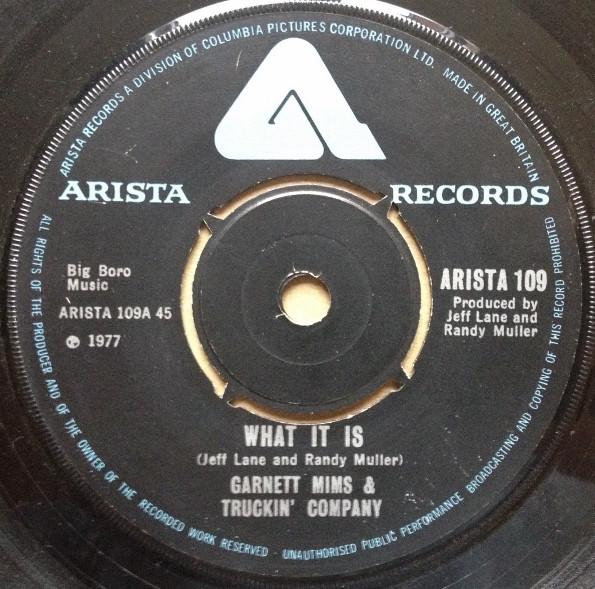 ARISTA RECORDS A DIVISION OF COLUMBIA PICTURES CORPORATION LTD. MADE IN GREAT BRITAIN
ARISTA RECORDS
Big Boro
Music
ARISTA 109A 45
℗ 1977
ARISTA 109
Produced by
Jeff Lane and
Randy Muller
WHAT IT IS
(Jeff Lane and Randy Muller)
GARNETT MIMS &
TRUCKIN' COMPANY
ALL RIGHTS OF THE PRODUCER AND OF THE OWNER OF THE RECORDED WORK RESERVED · UNAUTHORISED PUBLIC PERFORMANCE BROADCASTING AND COPYING OF THIS RECORD PROHIBITED